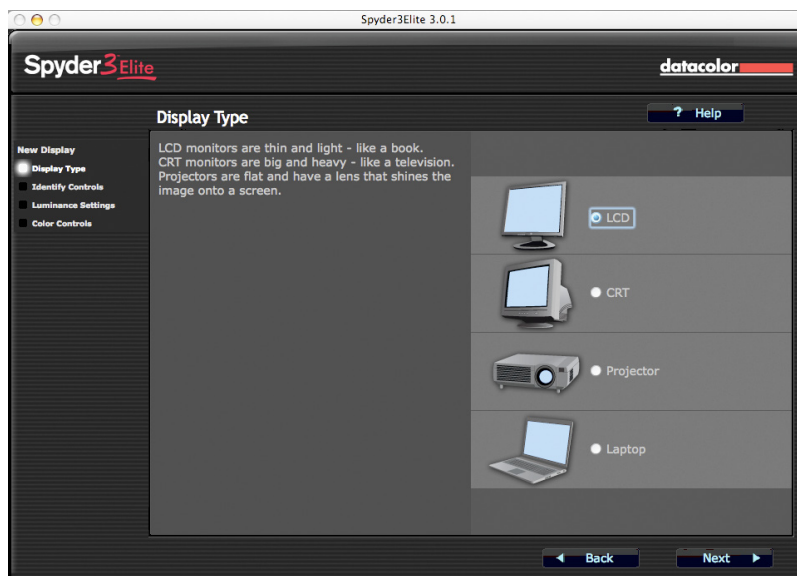 Spyder3Elite 3.0.1
Spyder3Elite
datacolor
Display Type
? Help
New Display
Display Type
Identify Controls
Luminance Settings
Color Controls
LCD monitors are thin and light - like a book.
CRT monitors are big and heavy - like a television.
Projectors are flat and have a lens that shines the
image onto a screen.
LCD
CRT
Projector
Laptop
Back
Next